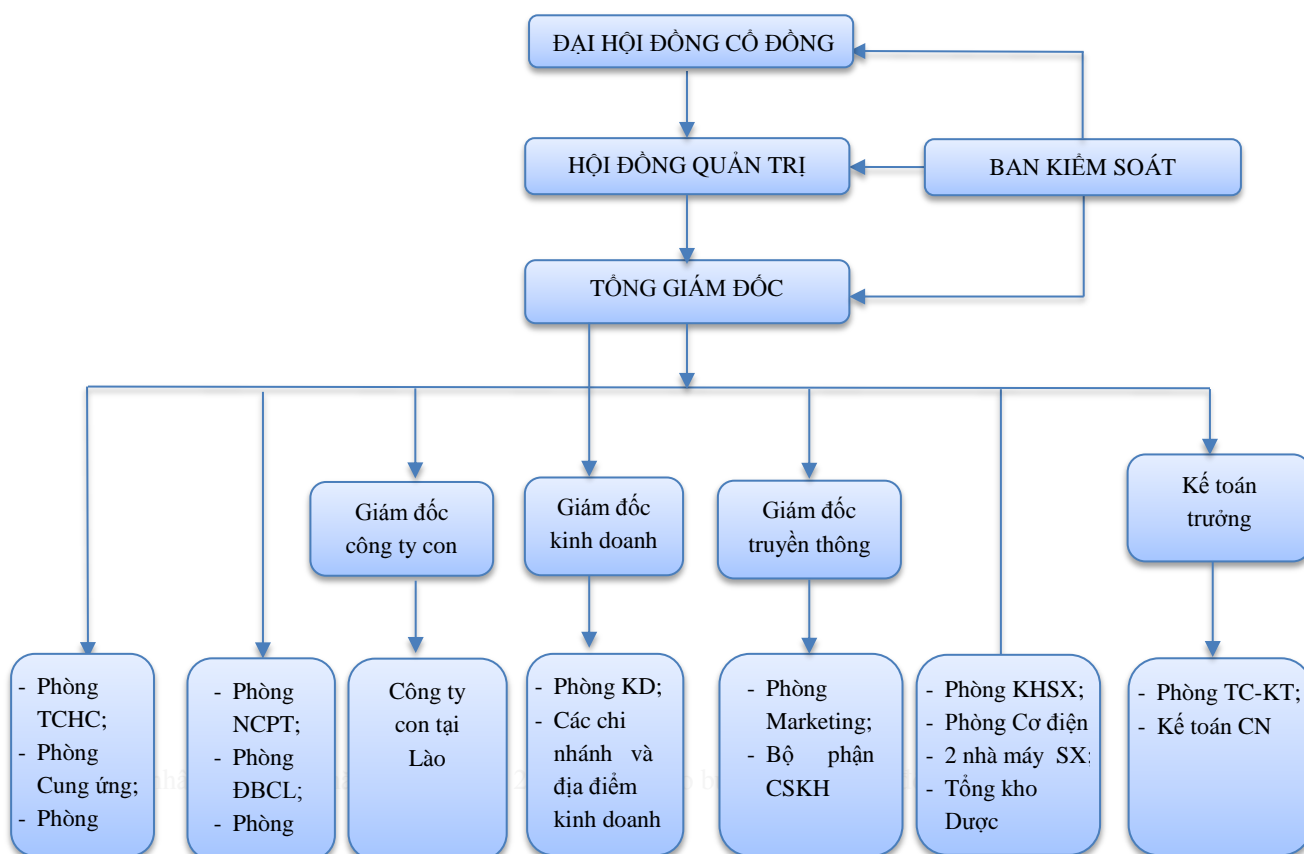 ĐẠI HỘI ĐỒNG CỔ ĐÔNG
HỘI ĐỒNG QUẢN TRỊ
BAN KIỂM SOÁT
TỔNG GIÁM ĐỐC
Giám đốc
công ty con
Giám đốc
kinh doanh
Giám đốc
truyền thông
Kế toán
trưởng
- Phòng
TCHC;
- Phòng
Cung ứng;
- Phòng
- Phòng
NCPT;
- Phòng
ĐBCL;
- Phòng
Công ty
con tại
Lào
- Phòng KD;
- Các chi
nhánh và
địa điểm
kinh doanh
- Phòng
Marketing;
- Bộ phận
CSKH
- Phòng KHSX;
- Phòng Cơ điện
- 2 nhà máy SX;
- Tổng kho
Dược
- Phòng TC-KT;
- Kế toán CN